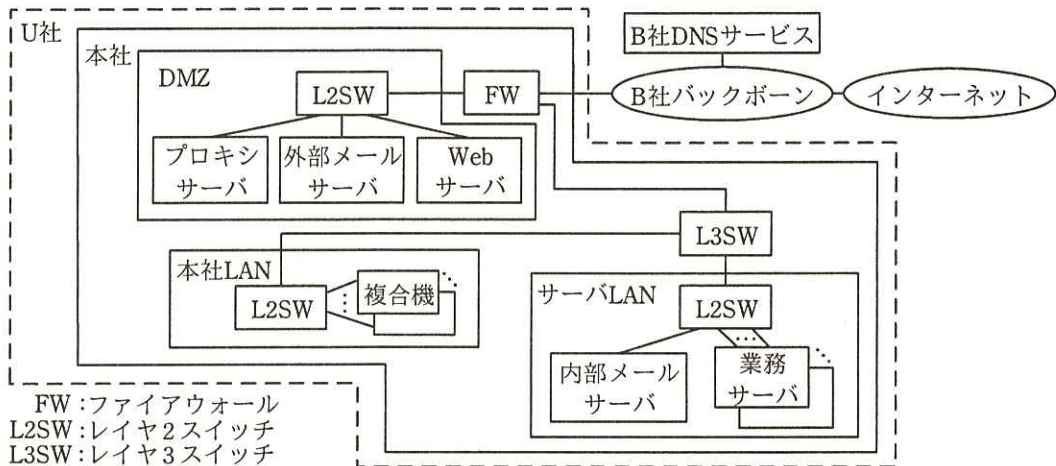 U社
本社
DMZ
L2SW
FW
B社DNSサービス
B社バックボーン
インターネット
プロキシ
サーバ
外部メール
サーバ
Web
サーバ
L3SW
本社LAN
L2SW
複合機
サーバLAN
L2SW
内部メール
サーバ
業務
サーバ
FW:ファイアウォール
L2SW:レイヤ2スイッチ
L3SW:レイヤ3スイッチ